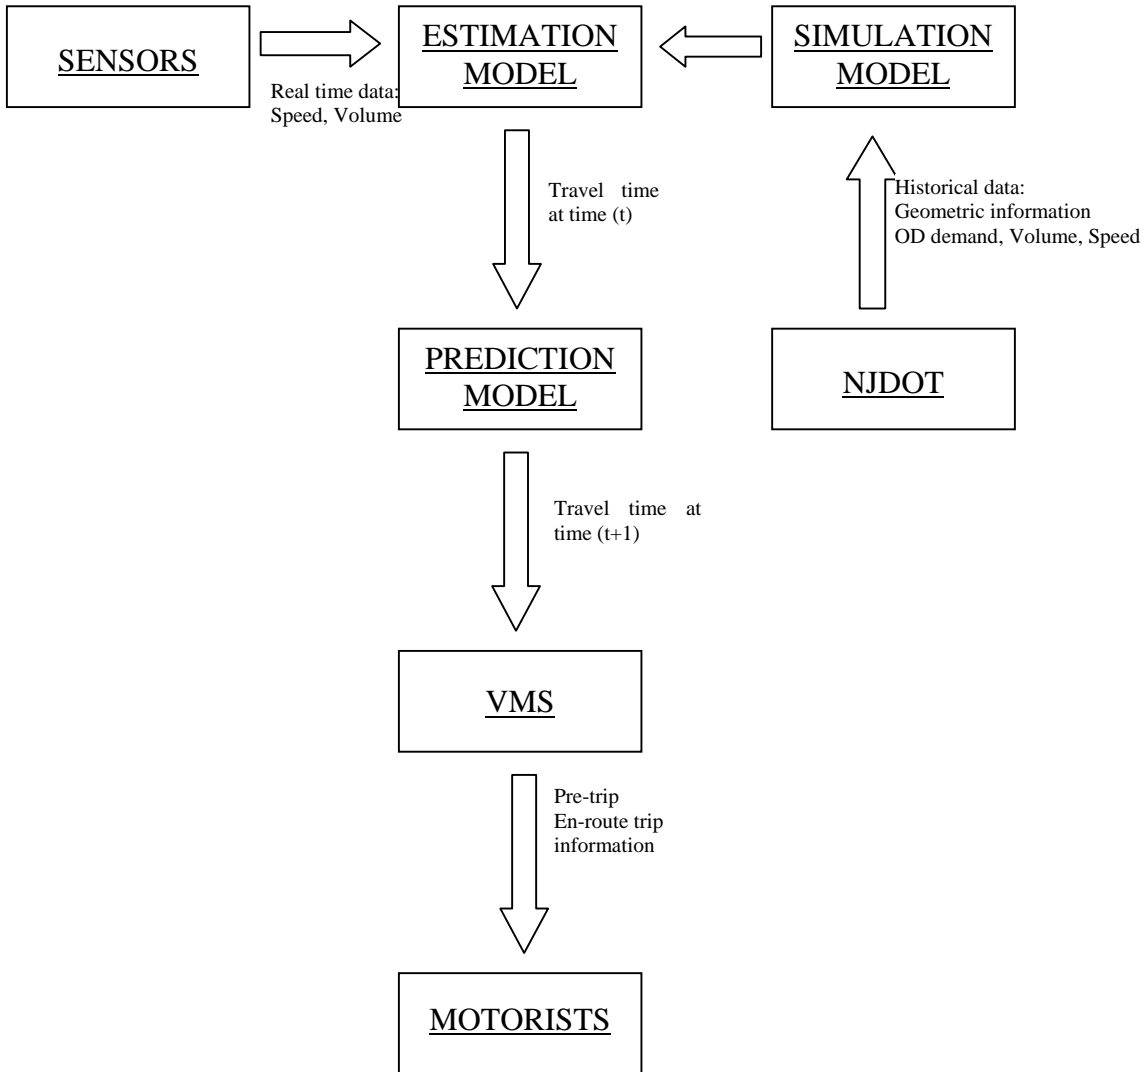 SENSORS
Real time data:
Speed, Volume
ESTIMATION
MODEL
SIMULATION
MODEL
Travel time
at time (t)
Historical data:
Geometric information
OD demand, Volume, Speed
PREDICTION
MODEL
NJDOT
Travel time at
time (t+1)
VMS
Pre-trip
En-route trip
information
MOTORISTS